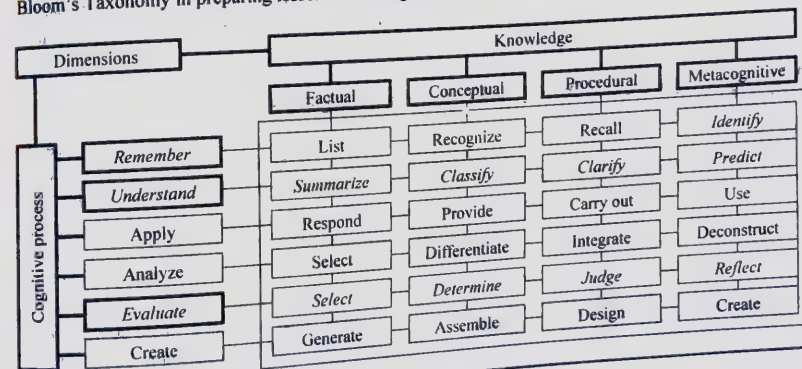 Bloom's Taxonomy in preparing
Dimensions
Knowledge
Factual Conceptual Procedural Metacognitive
Cognitive process
Remember List Recognize Recall Identify
Understand Summarize Classify Clarify Predict
Apply Respond Provide Carry out Use
Analyze Select Differentiate Integrate Deconstruct
Evaluate Select Determine Judge Reflect
Create Generate Assemble Design Create